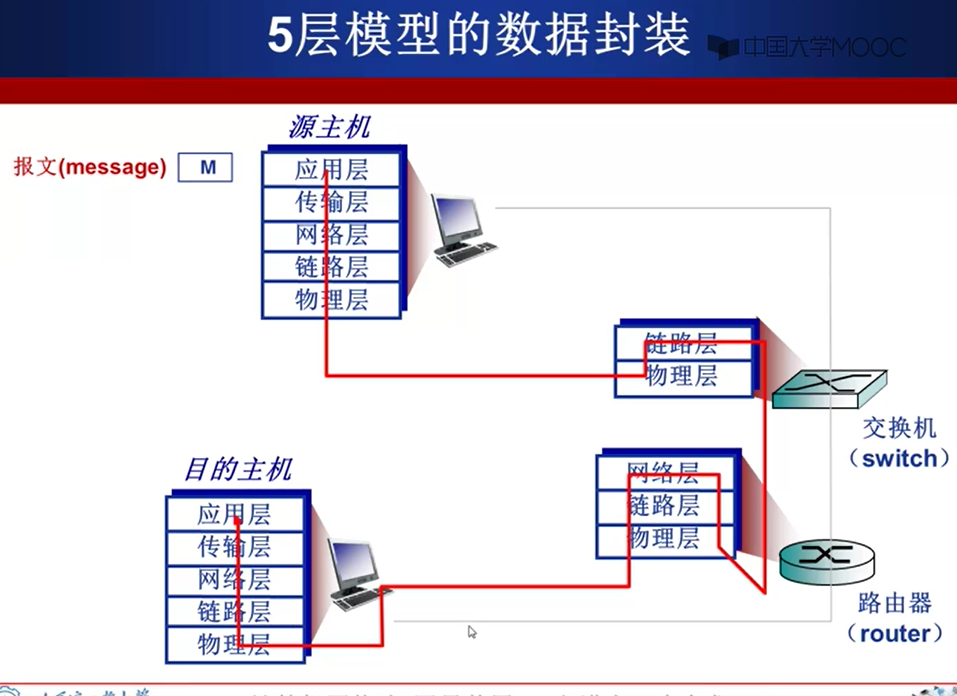 5层模型的数据封装
中国大学MOOC
源主机
报文(message)
M
应用层
传输层
网络层
链路层
物理层
链路层
物理层
交换机
（switch）
目的主机
网络层
链路层
物理层
应用层
传输层
网络层
链路层
物理层
路由器
（router）